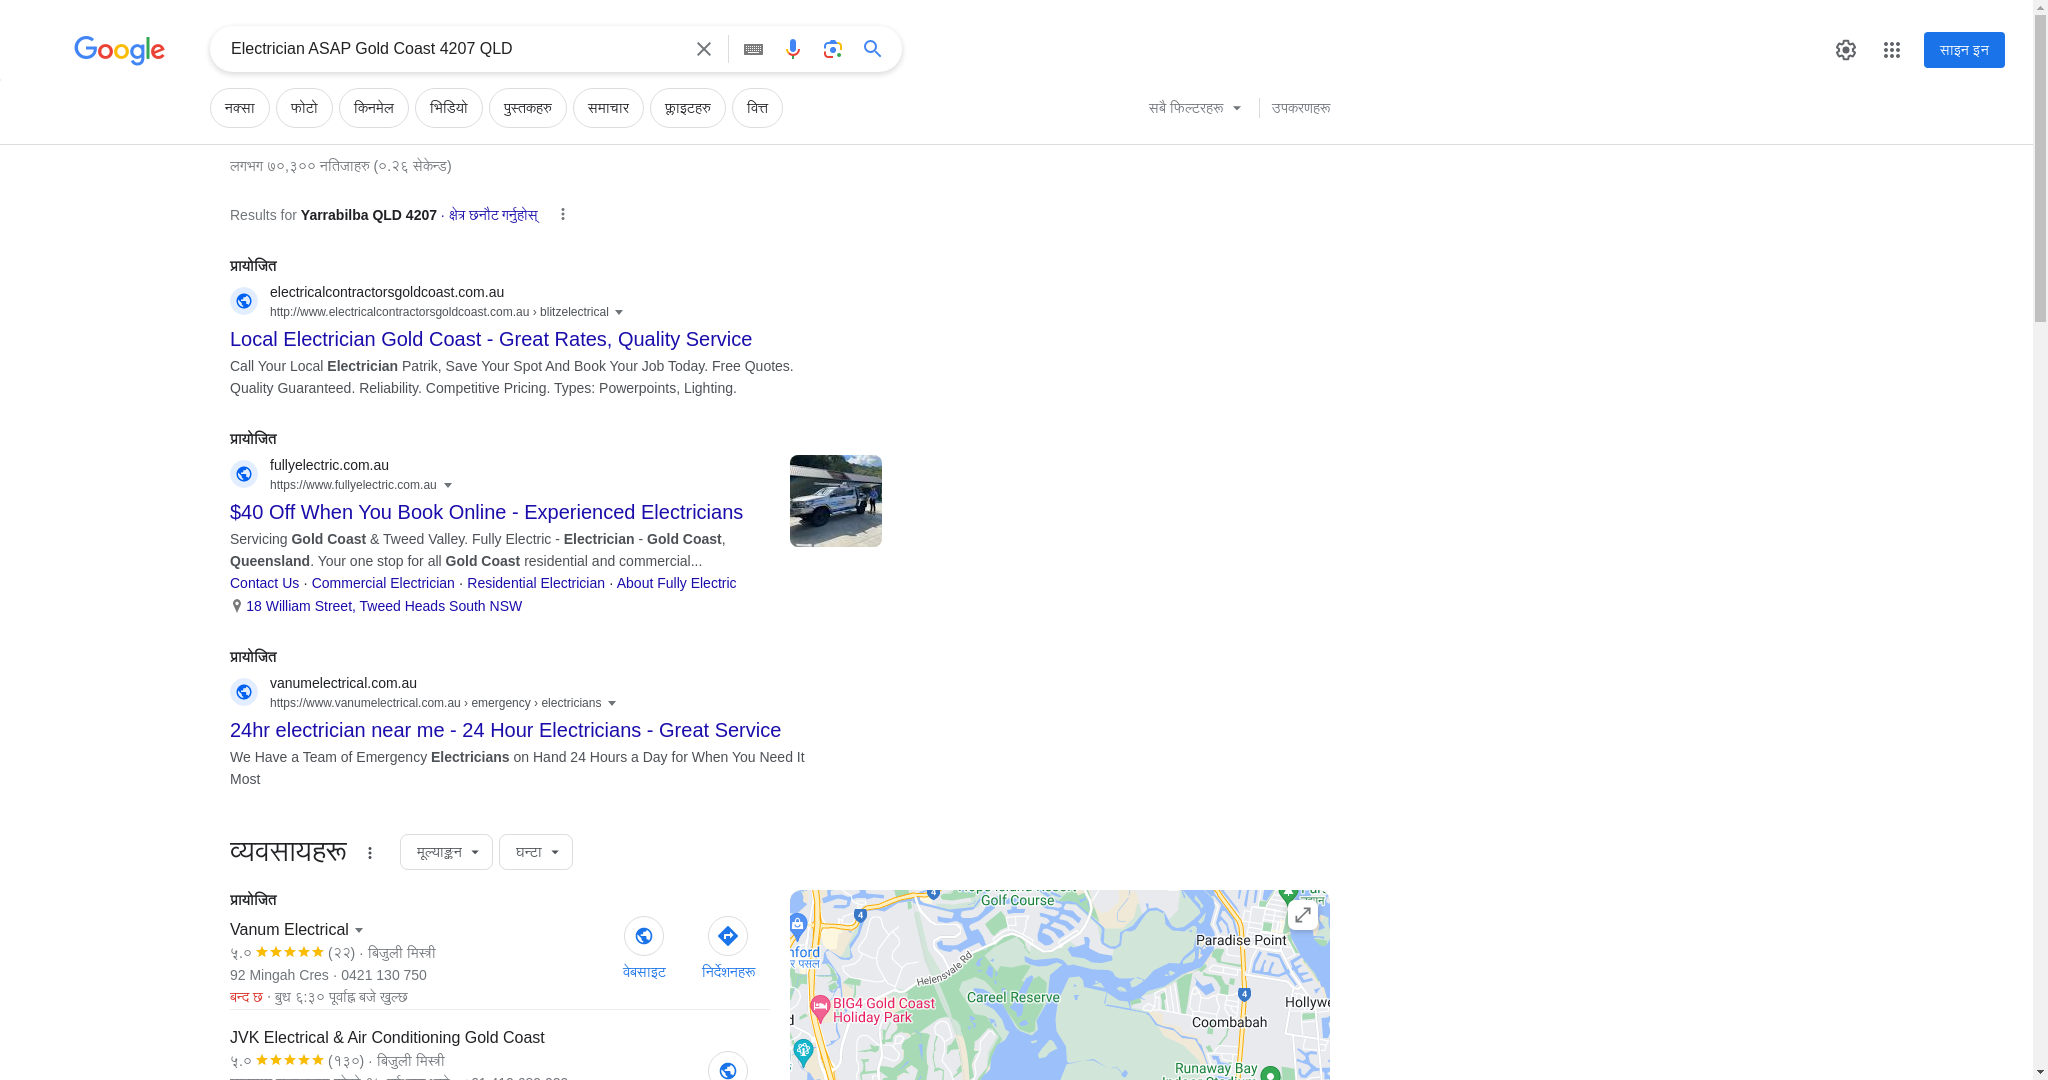 Google
Electrician ASAP Gold Coast 4207 QLD
साइन इन
नक्सा
फोटो
किनमेल
भिडियो
पुस्तकहरु
समाचार
फ्लाइटहरु
वित्त
सबै फिल्टरहरू
उपकरणहरू
लगभग ७०,३०० नतिजाहरु (०.२६ सेकेन्ड)
Results for Yarrabilba QLD 4207 · क्षेत्र छनौट गर्नुहोस्
प्रायोजित
electricalcontractorsgoldcoast.com.au
http://www.electricalcontractorsgoldcoast.com.au › blitzelectrical
Local Electrician Gold Coast - Great Rates, Quality Service
Call Your Local Electrician Patrik, Save Your Spot And Book Your Job Today. Free Quotes.
Quality Guaranteed. Reliability. Competitive Pricing. Types: Powerpoints, Lighting.
प्रायोजित
fullyelectric.com.au
https://www.fullyelectric.com.au
$40 Off When You Book Online - Experienced Electricians
Servicing Gold Coast & Tweed Valley. Fully Electric - Electrician - Gold Coast,
Queensland. Your one stop for all Gold Coast residential and commercial...
Contact Us · Commercial Electrician · Residential Electrician · About Fully Electric
18 William Street, Tweed Heads South NSW
प्रायोजित
vanumelectrical.com.au
https://www.vanumelectrical.com.au › emergency › electricians
24hr electrician near me - 24 Hour Electricians - Great Service
We Have a Team of Emergency Electricians on Hand 24 Hours a Day for When You Need It
Most
व्यवसायहरू
मूल्याङ्कन
घन्टा
प्रायोजित
Vanum Electrical
५.० (२२) · बिजुली मिस्त्री
92 Mingah Cres · 0421 130 750
बन्द छ · बुध ६:३० पूर्वाह्न बजे खुल्छ
वेबसाइट
निर्देशनहरू
JVK Electrical & Air Conditioning Gold Coast
५.० (१३०) · बिजुली मिस्त्री
Golf Course
4
4
Paradise Point
Helensvale Rd
Careel Reserve
BIG4 Gold Coast
Holiday Park
4
Hollywe
Coombabah
Runaway Bay